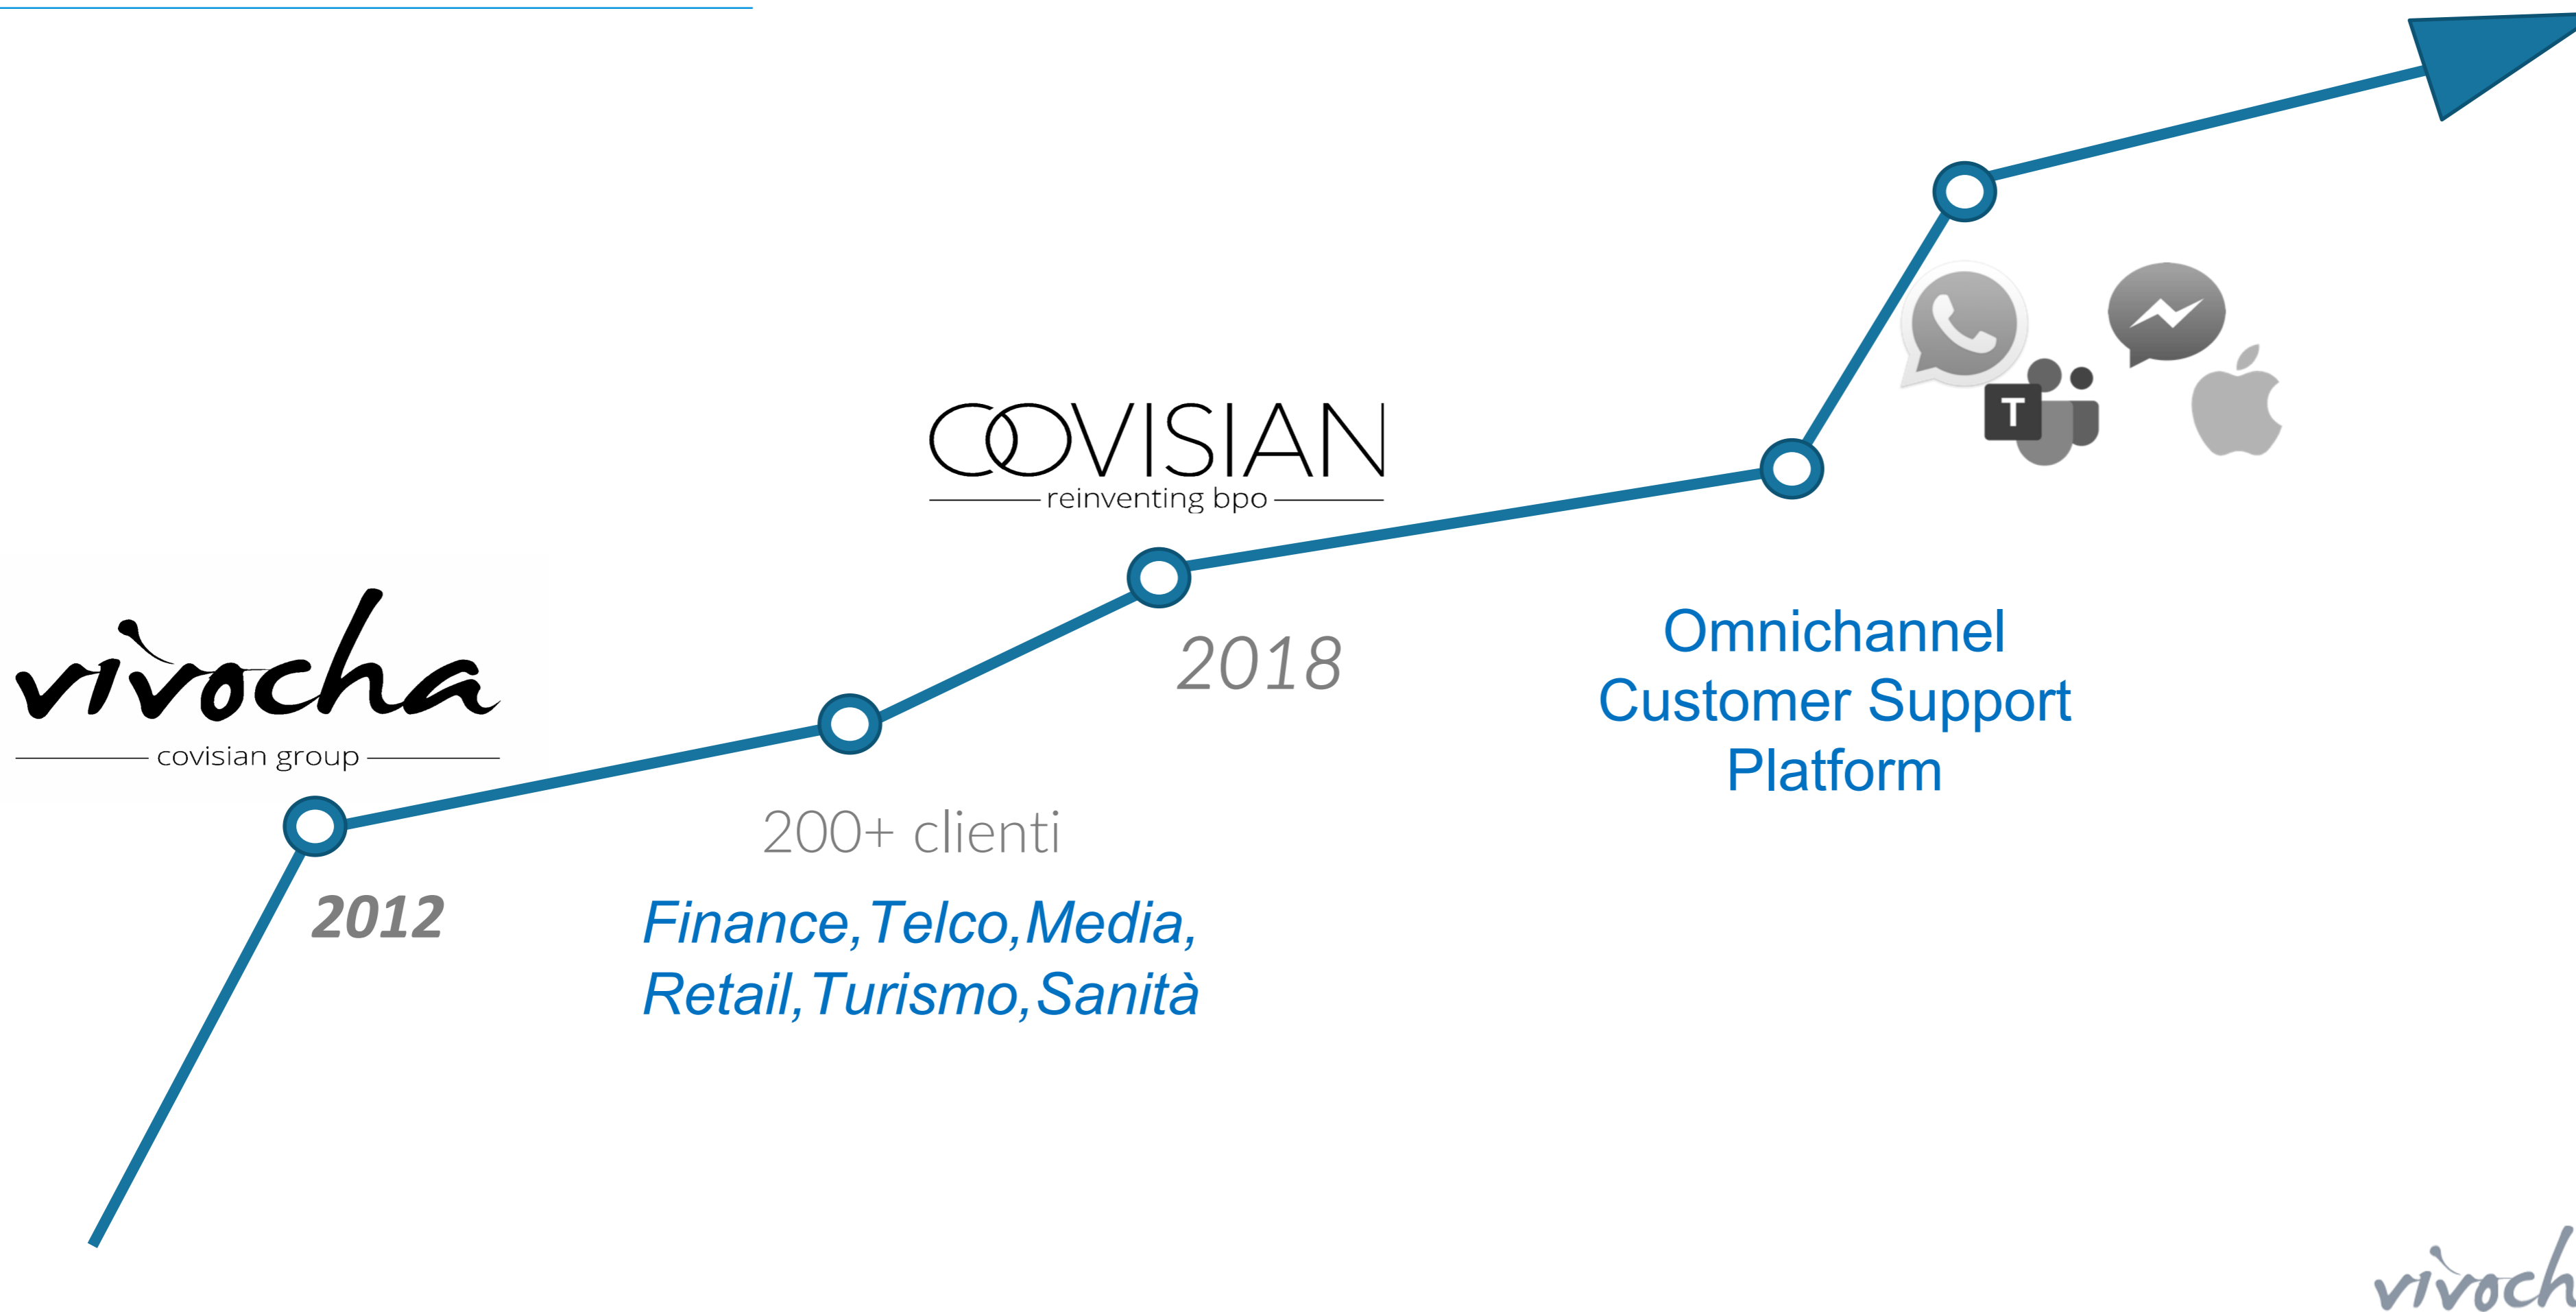 COVISIAN
reinventing bpo
vivocha
covisian group
2012
200+ clienti
Finance,Telco,Media,
Retail,Turismo,Sanità
2018
Omnichannel
Customer Support
Platform
T
vivoch